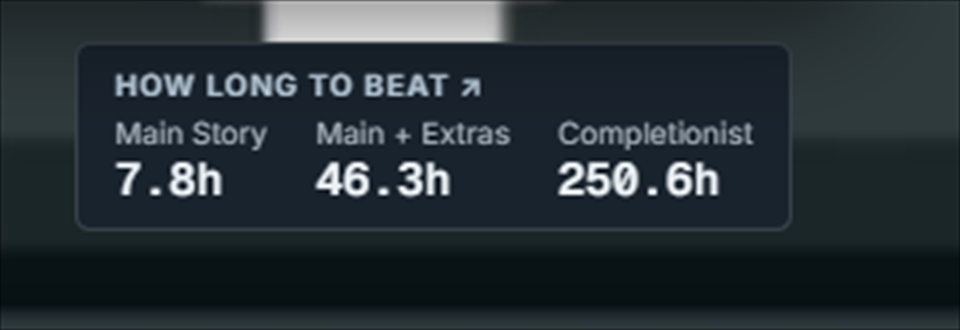 HOW LONG TO BEAT ↗
Main Story Main + Extras Completionist
7.8h 46.3h 250.6h